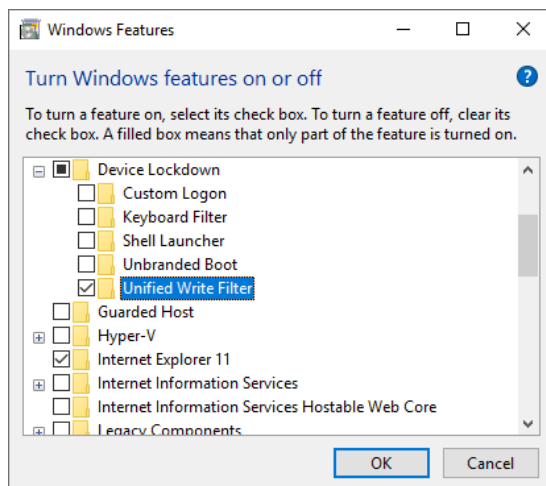 Windows Features
Turn Windows features on or off
To turn a feature on, select its check box. To turn a feature off, clear its
check box. A filled box means that only part of the feature is turned on.
Device Lockdown
Custom Logon
Keyboard Filter
Shell Launcher
Unbranded Boot
Unified Write Filter
Guarded Host
Hyper-V
Internet Explorer 11
Internet Information Services
Internet Information Services Hostable Web Core
Legacy Components
OK Cancel